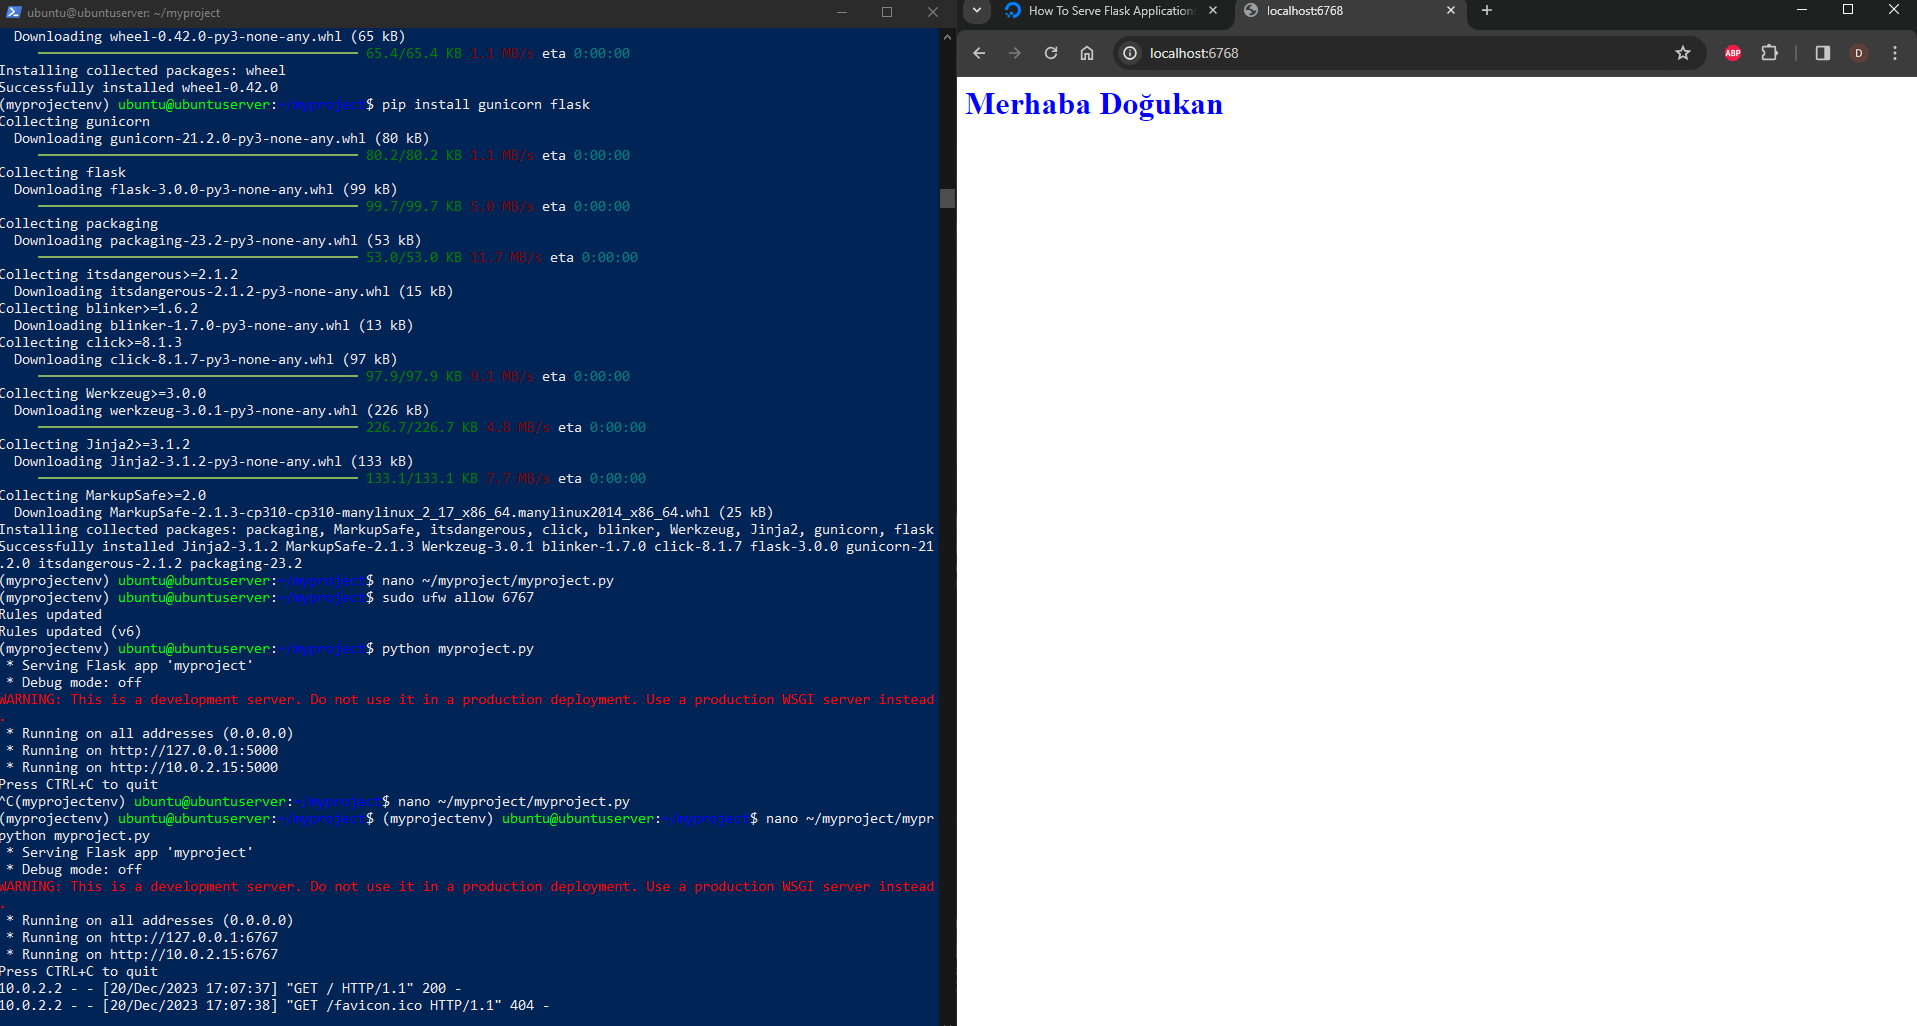 ubuntu@ubuntuserver: ~/myproject
Downloading wheel-0.42.0-py3-none-any.whl (65 kB)
65.4/65.4 KB 1.1 MB/s eta 0:00:00
Installing collected packages: wheel
Successfully installed wheel-0.42.0
(myprojectenv) ubuntu@ubuntuserver:~/myproject$ pip install gunicorn flask
Collecting gunicorn
Downloading gunicorn-21.2.0-py3-none-any.whl (80 kB)
80.2/80.2 KB 1.1 MB/s eta 0:00:00
Collecting flask
Downloading flask-3.0.0-py3-none-any.whl (99 kB)
99.7/99.7 KB 5.0 MB/s eta 0:00:00
Collecting packaging
Downloading packaging-23.2-py3-none-any.whl (53 kB)
53.0/53.0 KB 11.7 MB/s eta 0:00:00
Collecting itsdangerous>=2.1.2
Downloading itsdangerous-2.1.2-py3-none-any.whl (15 kB)
Collecting blinker>=1.6.2
Downloading blinker-1.7.0-py3-none-any.whl (13 kB)
Collecting click>=8.1.3
Downloading click-8.1.7-py3-none-any.whl (97 kB)
97.9/97.9 KB 9.1 MB/s eta 0:00:00
Collecting Werkzeug>=3.0.0
Downloading werkzeug-3.0.1-py3-none-any.whl (226 kB)
226.7/226.7 KB 4.8 MB/s eta 0:00:00
Collecting Jinja2>=3.1.2
Downloading Jinja2-3.1.2-py3-none-any.whl (133 kB)
133.1/133.1 KB 7.7 MB/s eta 0:00:00
Collecting MarkupSafe>=2.0
Downloading MarkupSafe-2.1.3-cp310-cp310-manylinux_2_17_x86_64.manylinux2014_x86_64.whl (25 kB)
Installing collected packages: packaging, MarkupSafe, itsdangerous, click, blinker, Werkzeug, Jinja2, gunicorn, flask
Successfully installed Jinja2-3.1.2 MarkupSafe-2.1.3 Werkzeug-3.0.1 blinker-1.7.0 click-8.1.7 flask-3.0.0 gunicorn-21
.2.0 itsdangerous-2.1.2 packaging-23.2
(myprojectenv) ubuntu@ubuntuserver:~/myproject$ nano ~/myproject/myproject.py
(myprojectenv) ubuntu@ubuntuserver:~/myproject$ sudo ufw allow 6767
Rules updated
Rules updated (v6)
(myprojectenv) ubuntu@ubuntuserver:~/myproject$ python myproject.py
* Serving Flask app 'myproject'
* Debug mode: off
WARNING: This is a development server. Do not use it in a production deployment. Use a production WSGI server instead
.
* Running on all addresses (0.0.0.0)
* Running on http://127.0.0.1:5000
* Running on http://10.0.2.15:5000
Press CTRL+C to quit
^C(myprojectenv) ubuntu@ubuntuserver:~/myproject$ nano ~/myproject/myproject.py
(myprojectenv) ubuntu@ubuntuserver:~/myproject$ (myprojectenv) ubuntu@ubuntuserver:~/myproject$ nano ~/myproject/mypr
python myproject.py
* Serving Flask app 'myproject'
* Debug mode: off
WARNING: This is a development server. Do not use it in a production deployment. Use a production WSGI server instead
.
* Running on all addresses (0.0.0.0)
* Running on http://127.0.0.1:6767
* Running on http://10.0.2.15:6767
Press CTRL+C to quit
10.0.2.2 - - [20/Dec/2023 17:07:37] "GET / HTTP/1.1" 200 -
10.0.2.2 - - [20/Dec/2023 17:07:38] "GET /favicon.ico HTTP/1.1" 404 -
How To Serve Flask Application
localhost:6768
localhost:6768
ABP
D
Merhaba Doğukan